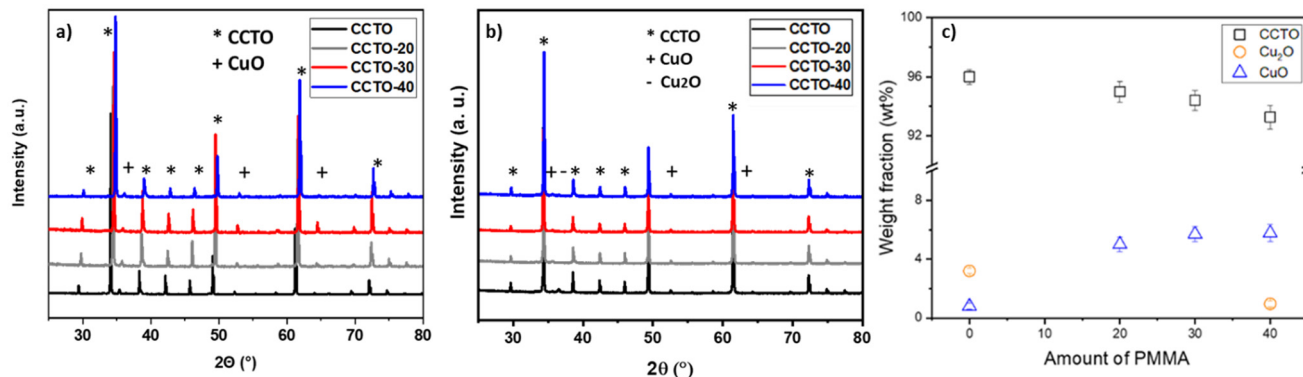 a)
* CCTO
+ CuO
CCTO
CCTO-20
CCTO-30
CCTO-40
* * + * * * * + * + *
Intensity (a.u.)
30 40 50 60 70 80
2Θ (°)
b)
* CCTO
+ CuO
- Cu2O
CCTO
CCTO-20
CCTO-30
CCTO-40
* * + - * * * + * + *
Intensity (a. u.)
30 40 50 60 70 80
2θ (°)
c)
CCTO
Cu₂O
CuO
Weight fraction (wt%)
100
96
92
8
4
0
0 10 20 30 40
Amount of PMMA